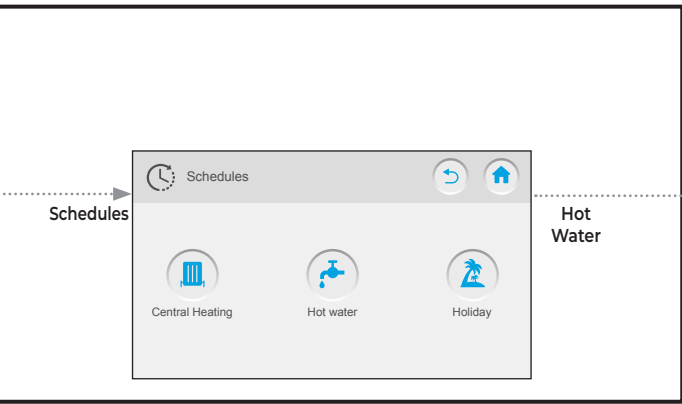 Schedules
Schedules
Hot
Water
Central Heating
Hot water
Holiday